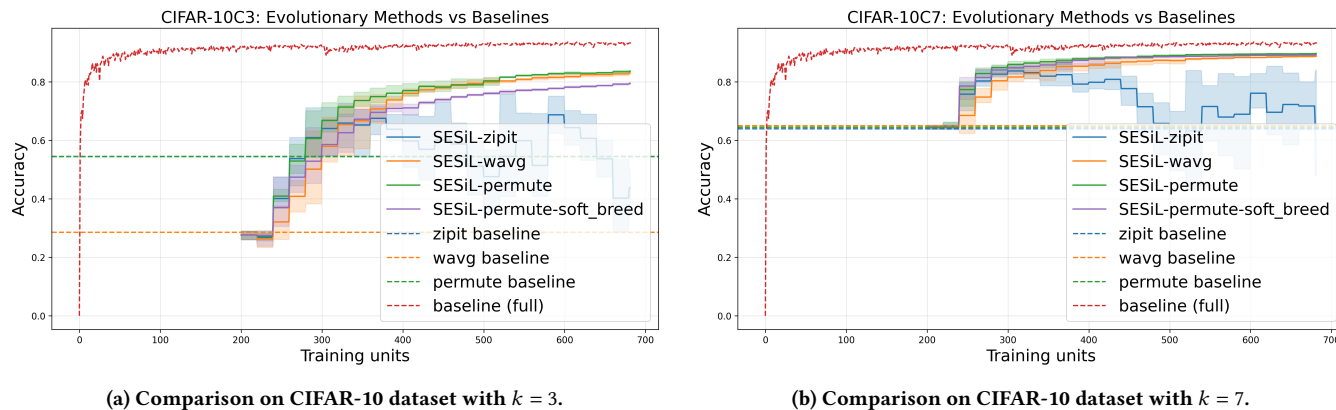 CIFAR-10C3: Evolutionary Methods vs Baselines
Accuracy
0.8
0.6
0.4
0.2
0.0
SESiL-zipit
SESiL-wavg
SESiL-permute
SESiL-permute-soft_breed
zipit baseline
wavg baseline
permute baseline
baseline (full)
0 100 200 300 400 500 600 700
Training units
(a) Comparison on CIFAR-10 dataset with k = 3.
CIFAR-10C7: Evolutionary Methods vs Baselines
Accuracy
0.8
0.6
0.4
0.2
0.0
SESiL-zipit
SESiL-wavg
SESiL-permute
SESiL-permute-soft_breed
zipit baseline
wavg baseline
permute baseline
baseline (full)
0 100 200 300 400 500 600 700
Training units
(b) Comparison on CIFAR-10 dataset with k = 7.